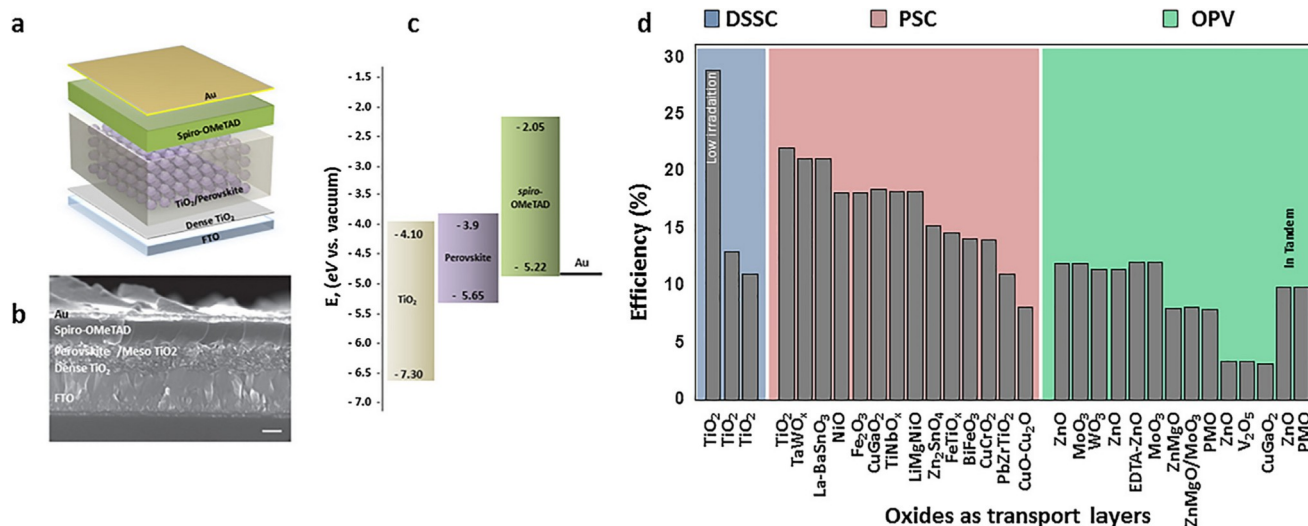 a
Au
Spiro-OMeTAD
TiO₂/Perovskite
Dense TiO₂
FTO
b
Au
Spiro-OMeTAD
Perovskite /Meso TiO2
Dense TiO₂
FTO
c
E, (eV vs. vacuum)
- 1.5
- 2.0
- 2.5
- 3.0
- 3.5
- 4.0
- 4.5
- 5.0
- 5.5
- 6.0
- 6.5
- 7.0
- 4.10
TiO₂
- 7.30
- 3.9
Perovskite
- 5.65
- 2.05
spiro-
OMeTAD
- 5.22
Au
d
DSSC
PSC
OPV
Efficiency (%)
30
25
20
15
10
5
0
Low irradaition
In Tandem
TiO₂
TiO₂
TiO₂
TiO₂
TaWOₓ
La-BaSnO₃
NiO
Fe₂O₃
CuGaO₂
TiNbOₓ
LiMgNiO
Zn₂SnO₄
FeTiOₓ
BiFeO₃
CuCrO₂
PbZrTiO₂
CuO-Cu₂O
ZnO
MoO₃
WO₃
ZnO
EDTA-ZnO
MoO₃
ZnMgO
ZnMgO/MoO₃
PMO
ZnO
V₂O₅
CuGaO₂
ZnO
PMO
Oxides as transport layers